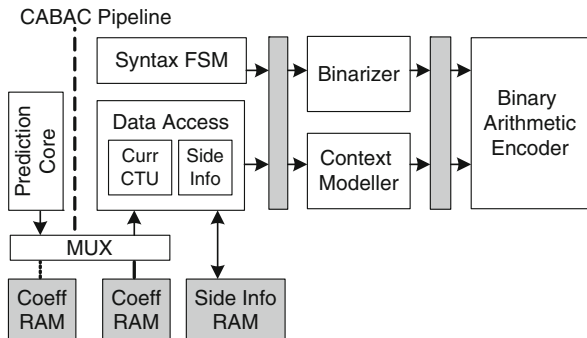 CABAC Pipeline
Syntax FSM
Binarizer
Binary
Arithmetic
Encoder
Prediction
Core
Data Access
Curr
CTU
Side
Info
Context
Modeller
MUX
Coeff
RAM
Coeff
RAM
Side Info
RAM